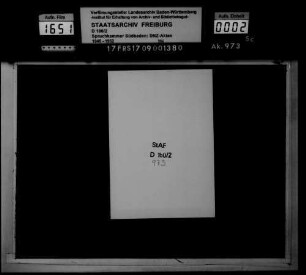 Aufn. Film
1651
Verfilmungsstelle: Landesarchiv Baden-Württemberg
Institut für Erhaltung von Archiv- und Bibliotheksgut
STAATSARCHIV FREIBURG
D 180/2
Spruchkammer Südbaden: DNZ-Akten
17FRS1709001380
Aufn. Einheit
0002
Ak. 973
StAF
D 180/2
973